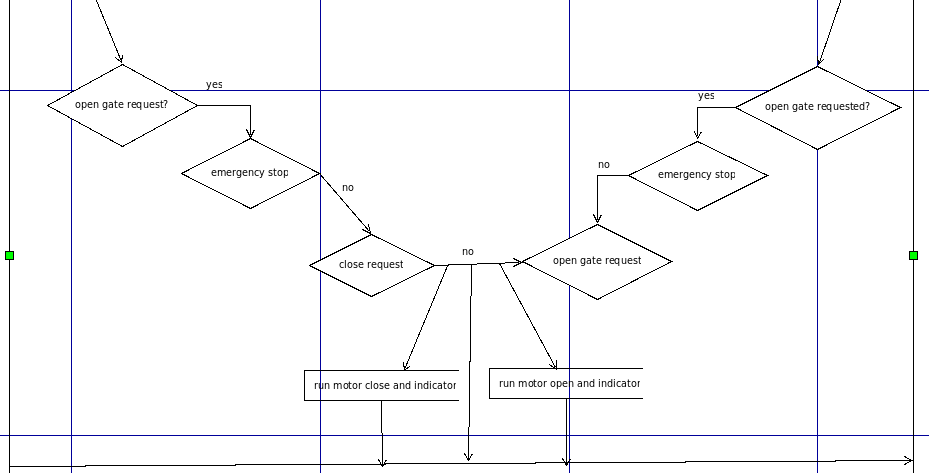 yes
open gate request?
emergency stop
no
close request
no
yes
open gate requested?
no
emergency stop
open gate request
run motor close and indicator
run motor open and indicator